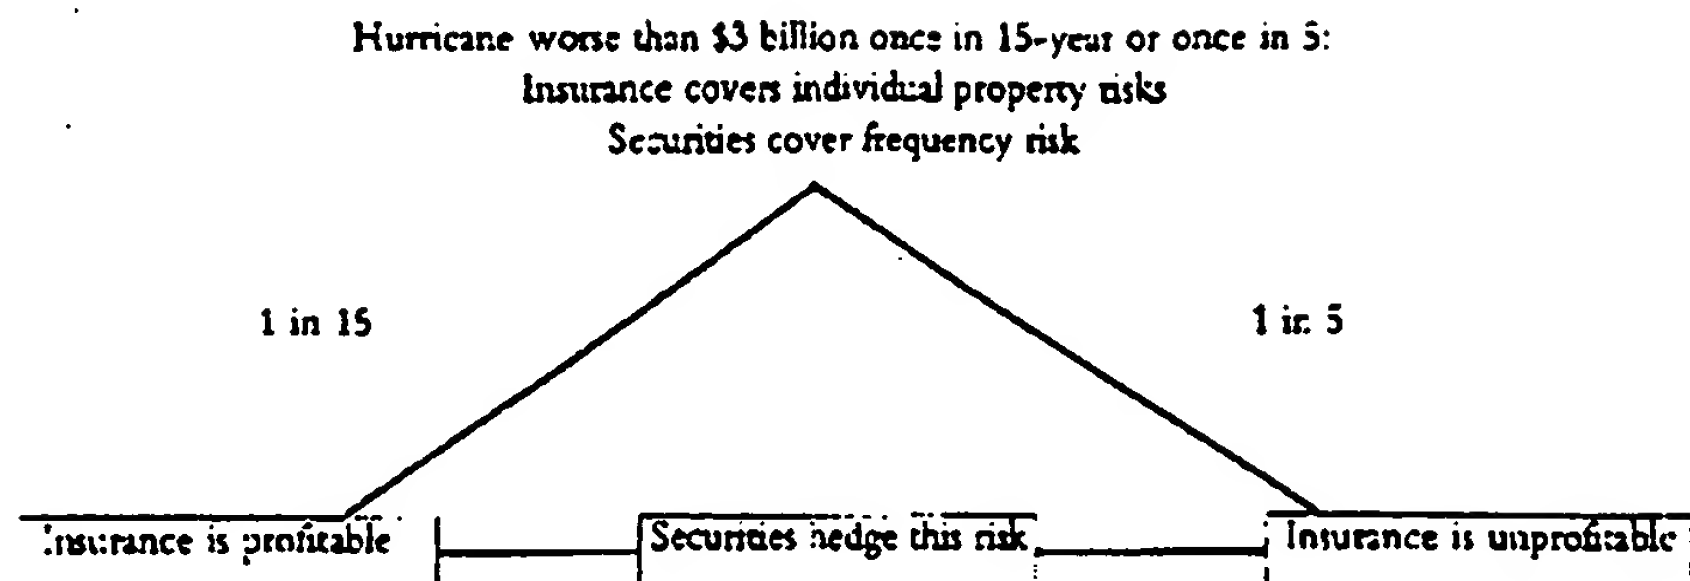 Hurricane worse than $3 billion once in 15-year or once in 5:
Insurance covers individual property risks
Securities cover frequency risk
1 in 15
1 in 5
Insurance is profitable
Securities hedge this risk
Insurance is unprofitable